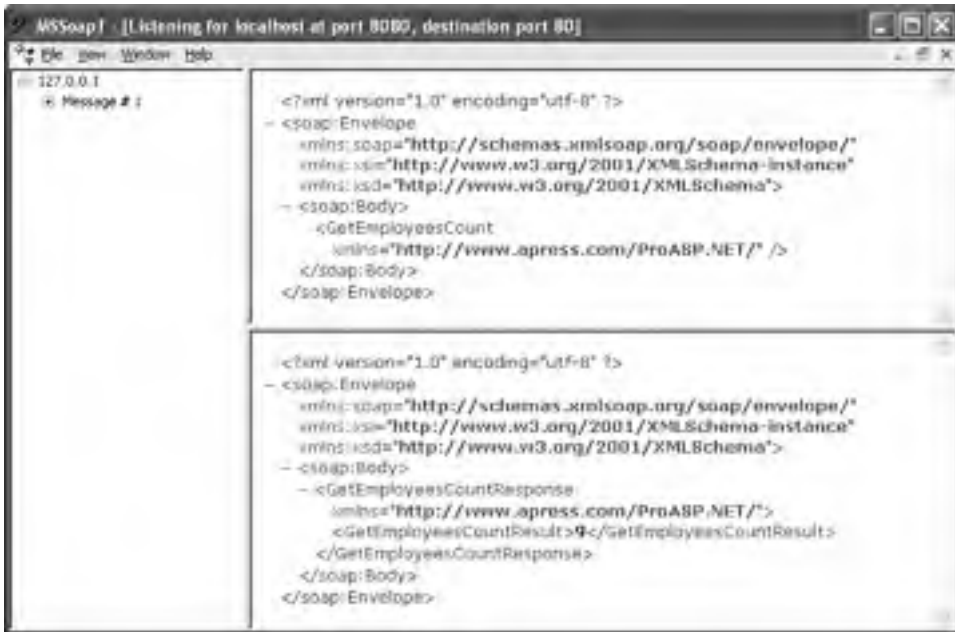 MSSoapT - [Listening for localhost at port 8080, destination port 80]
File View Window Help
127.0.0.1
Message # 1
<?xml version="1.0" encoding="utf-8" ?>
- <soap:Envelope
xmlns:soap="http://schemas.xmlsoap.org/soap/envelope/"
xmlns:xsi="http://www.w3.org/2001/XMLSchema-instance"
xmlns:xsd="http://www.w3.org/2001/XMLSchema">
- <soap:Body>
<GetEmployeesCount
xmlns="http://www.apress.com/ProASP.NET/" />
</soap:Body>
</soap:Envelope>
<?xml version="1.0" encoding="utf-8" ?>
- <soap:Envelope
xmlns:soap="http://schemas.xmlsoap.org/soap/envelope/"
xmlns:xsi="http://www.w3.org/2001/XMLSchema-instance"
xmlns:xsd="http://www.w3.org/2001/XMLSchema">
- <soap:Body>
- <GetEmployeesCountResponse
xmlns="http://www.apress.com/ProASP.NET/">
<GetEmployeesCountResult>9</GetEmployeesCountResult>
</GetEmployeesCountResponse>
</soap:Body>
</soap:Envelope>